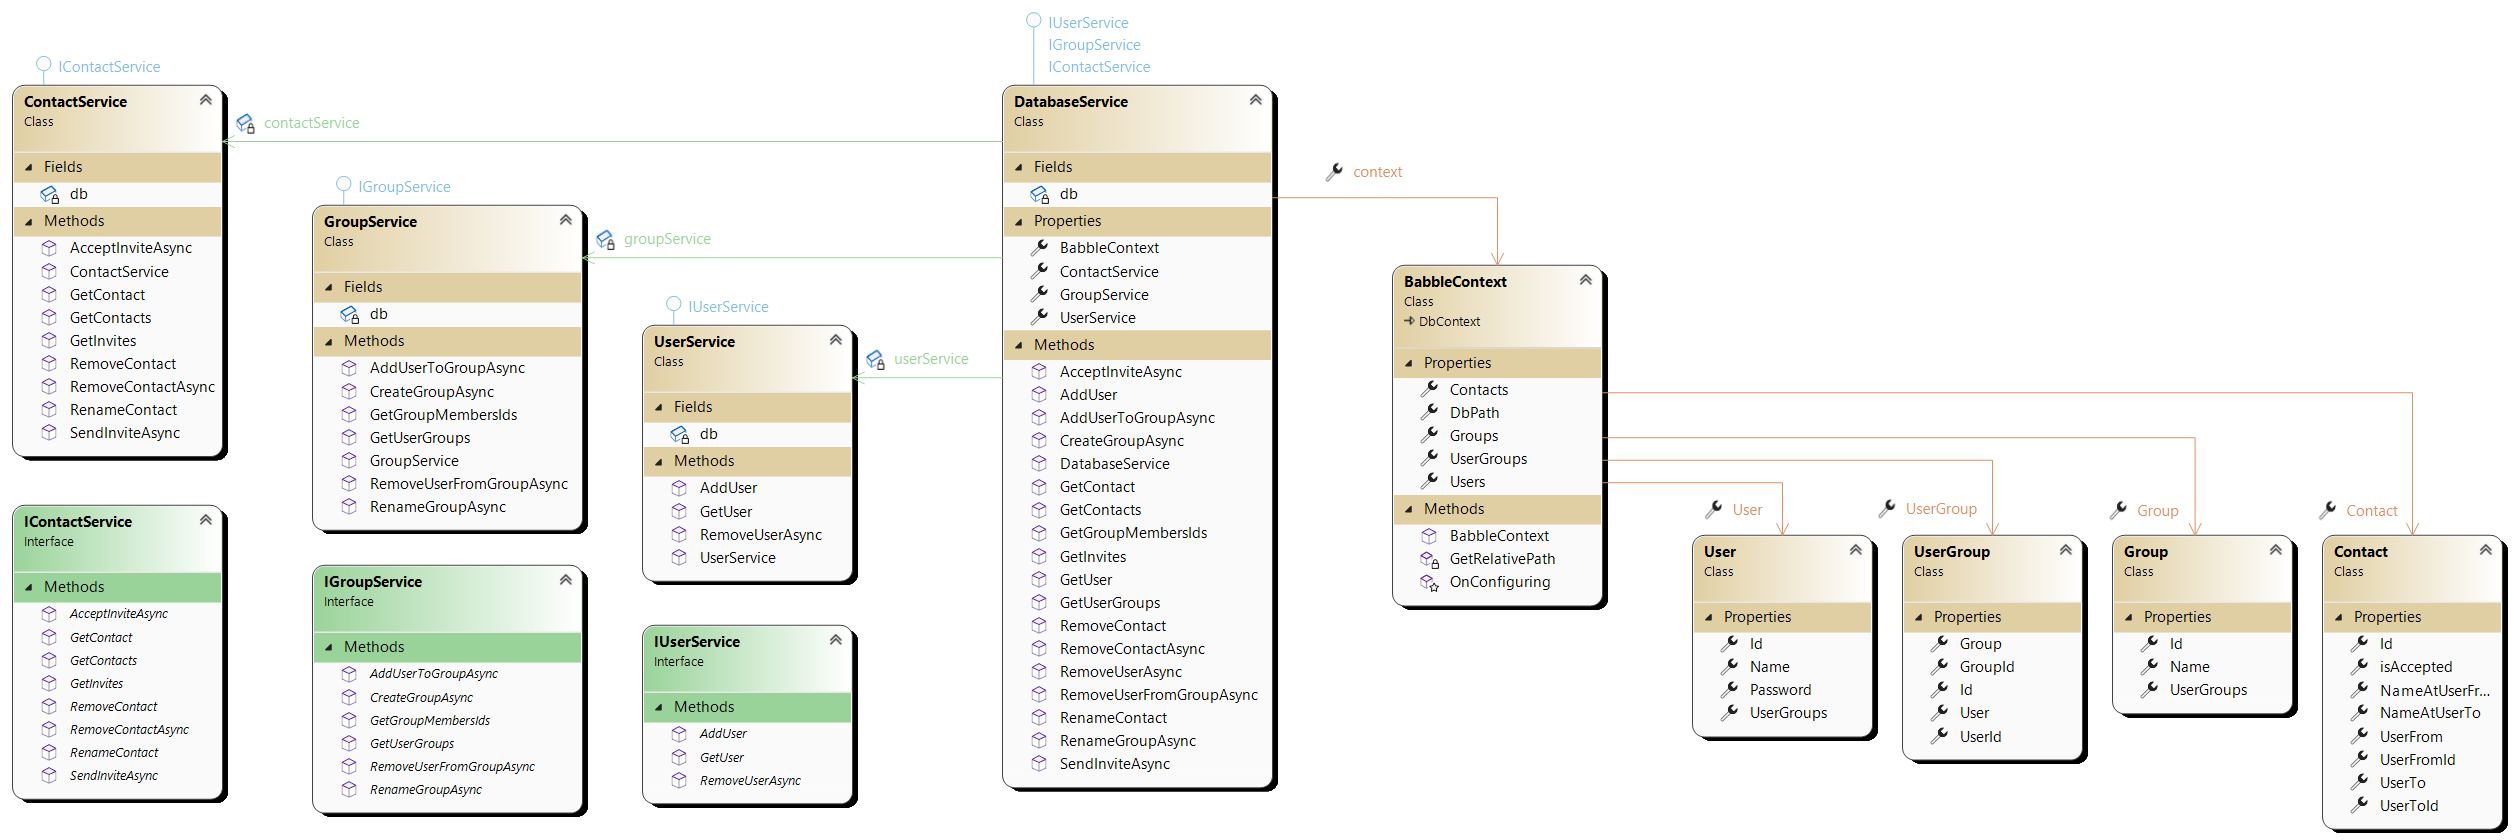 IContactService
ContactService
Class
Fields
db
Methods
AcceptInviteAsync
ContactService
GetContact
GetContacts
GetInvites
RemoveContact
RemoveContactAsync
RenameContact
SendInviteAsync
IContactService
Interface
Methods
AcceptInviteAsync
GetContact
GetContacts
GetInvites
RemoveContact
RemoveContactAsync
RenameContact
SendInviteAsync
contactService
IGroupService
GroupService
Class
Fields
db
Methods
AddUserToGroupAsync
CreateGroupAsync
GetGroupMembersIds
GetUserGroups
GroupService
RemoveUserFromGroupAsync
RenameGroupAsync
IGroupService
Interface
Methods
AddUserToGroupAsync
CreateGroupAsync
GetGroupMembersIds
GetUserGroups
RemoveUserFromGroupAsync
RenameGroupAsync
groupService
IUserService
UserService
Class
Fields
db
Methods
AddUser
GetUser
RemoveUserAsync
UserService
IUserService
Interface
Methods
AddUser
GetUser
RemoveUserAsync
userService
IUserService
IGroupService
IContactService
DatabaseService
Class
Fields
db
Properties
BabbleContext
ContactService
GroupService
UserService
Methods
AcceptInviteAsync
AddUser
AddUserToGroupAsync
CreateGroupAsync
DatabaseService
GetContact
GetContacts
GetGroupMembersIds
GetInvites
GetUser
GetUserGroups
RemoveContact
RemoveContactAsync
RemoveUserAsync
RemoveUserFromGroupAsync
RenameContact
RenameGroupAsync
SendInviteAsync
context
BabbleContext
Class
DbContext
Properties
Contacts
DbPath
Groups
UserGroups
Users
Methods
BabbleContext
GetRelativePath
OnConfiguring
User
User
Class
Properties
Id
Name
Password
UserGroups
UserGroup
UserGroup
Class
Properties
Group
GroupId
Id
User
UserId
Group
Group
Class
Properties
Id
Name
UserGroups
Contact
Contact
Class
Properties
Id
isAccepted
NameAtUserFr...
NameAtUserTo
UserFrom
UserFromId
UserTo
UserToId